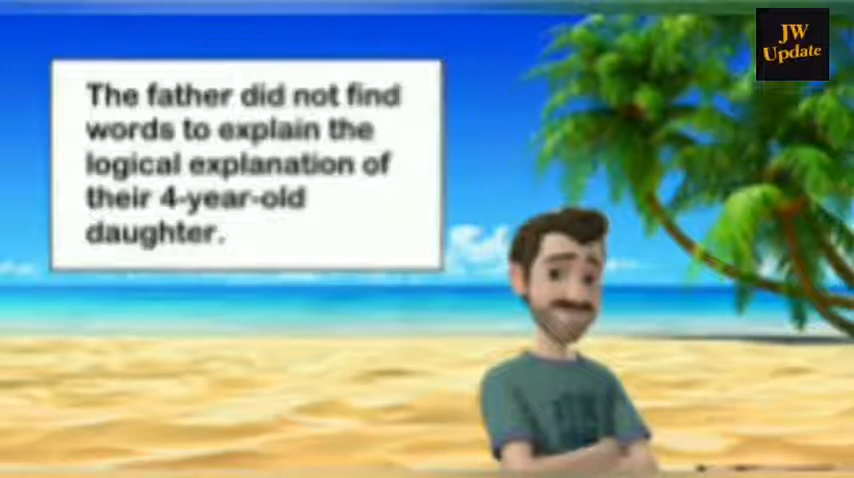 JW
Update
The father did not find
words to explain the
logical explanation of
their 4-year-old
daughter.